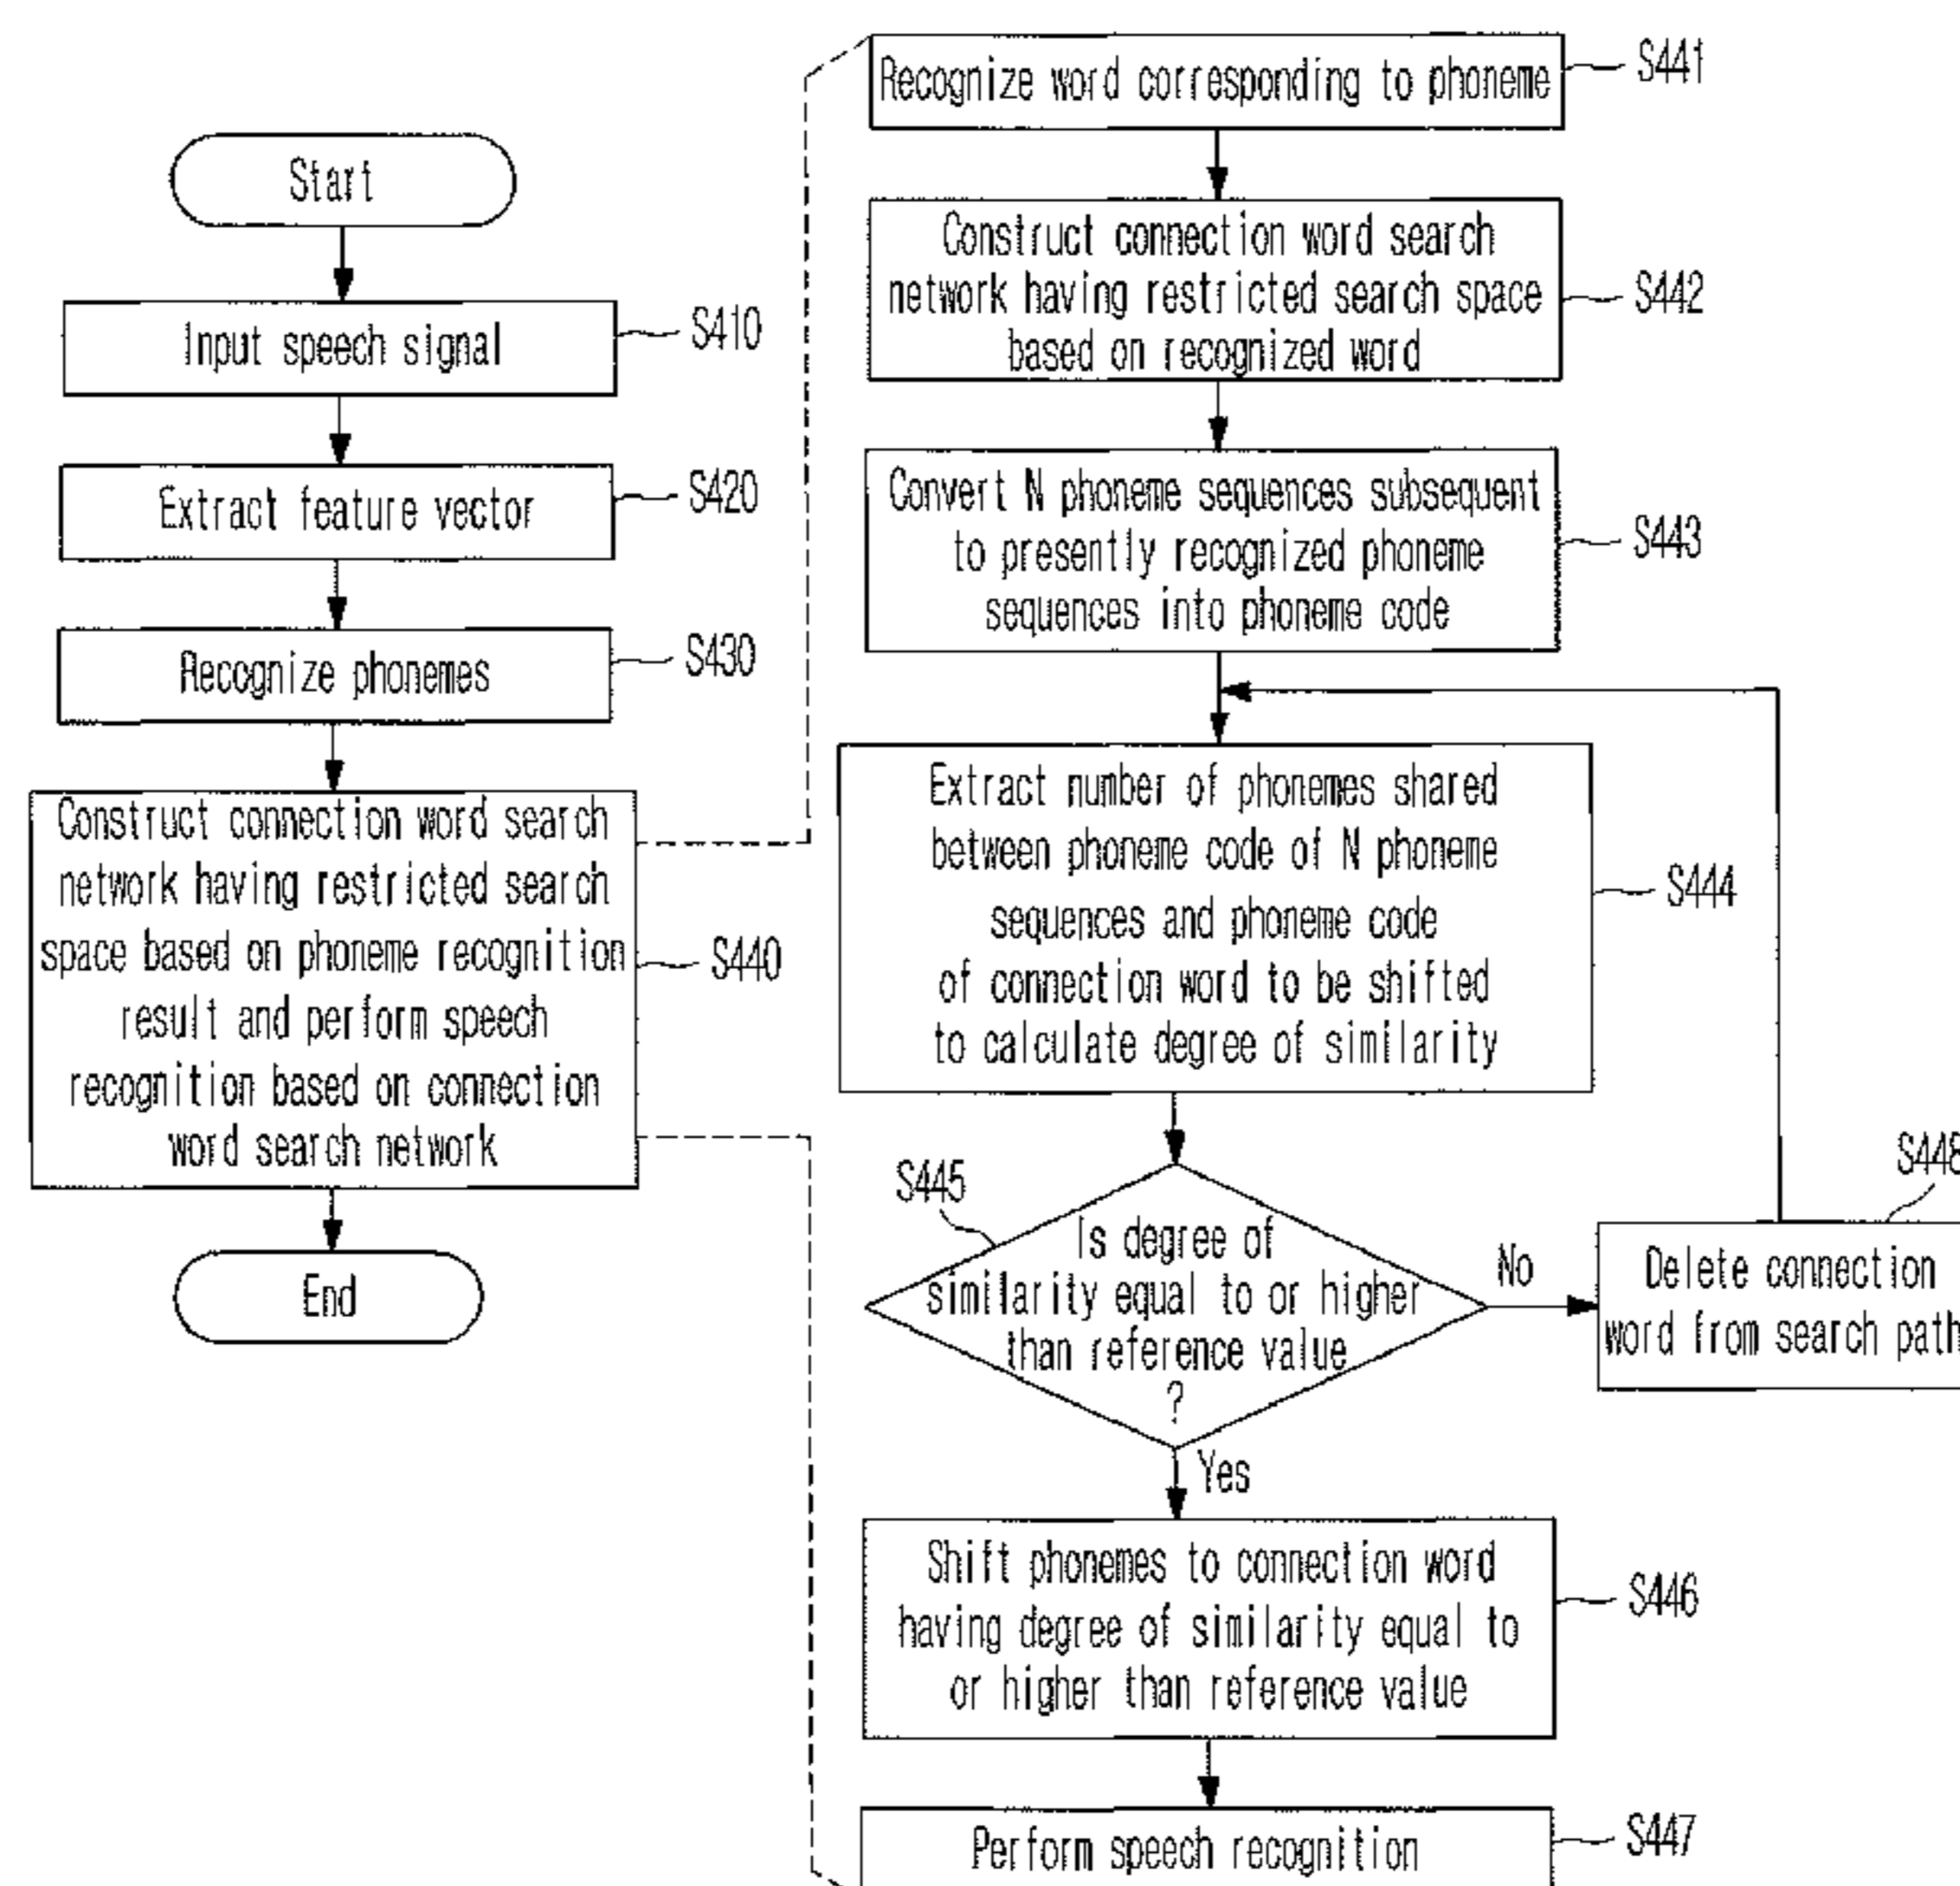 Start
Input speech signal
S410
Extract feature vector
S420
Recognize phonemes
S430
Construct connection word search
network having restricted search
space based on phoneme recognition
result and perform speech
recognition based on connection
word search network
S440
End
Recognize word corresponding to phoneme
S441
Construct connection word search
network having restricted search space
based on recognized word
S442
Convert N phoneme sequences subsequent
to presently recognized phoneme
sequences into phoneme code
S443
Extract number of phonemes shared
between phoneme code of N phoneme
sequences and phoneme code
of connection word to be shifted
to calculate degree of similarity
S444
S445
Is degree of
similarity equal to or higher
than reference value
?
No
S448
Delete connection
word from search path
Yes
Shift phonemes to connection word
having degree of similarity equal to
or higher than reference value
S446
Perform speech recognition
S447